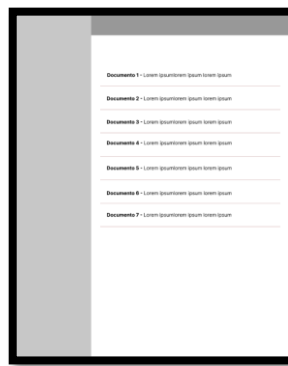 Documento 1 - Lorem ipsumlorem ipsum lorem ipsum
Documento 2 - Lorem ipsumlorem ipsum lorem ipsum
Documento 3 - Lorem ipsumlorem ipsum lorem ipsum
Documento 4 - Lorem ipsumlorem ipsum lorem ipsum
Documento 5 - Lorem ipsumlorem ipsum lorem ipsum
Documento 6 - Lorem ipsumlorem ipsum lorem ipsum
Documento 7 - Lorem ipsumlorem ipsum lorem ipsum